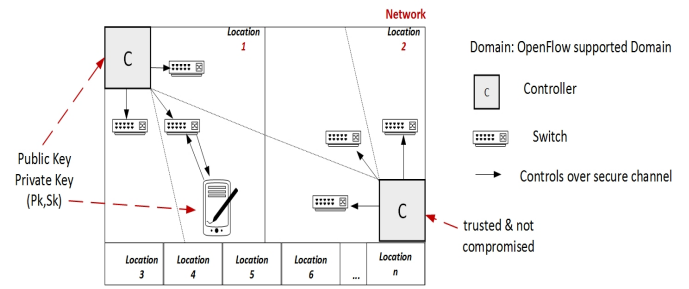 Network
Location
1
Location
2
Domain: OpenFlow supported Domain
C
C
Controller
Switch
Public Key
Private Key
(Pk,Sk)
Controls over secure channel
C
trusted & not
compromised
Location
3
Location
4
Location
5
Location
6
...
Location
n